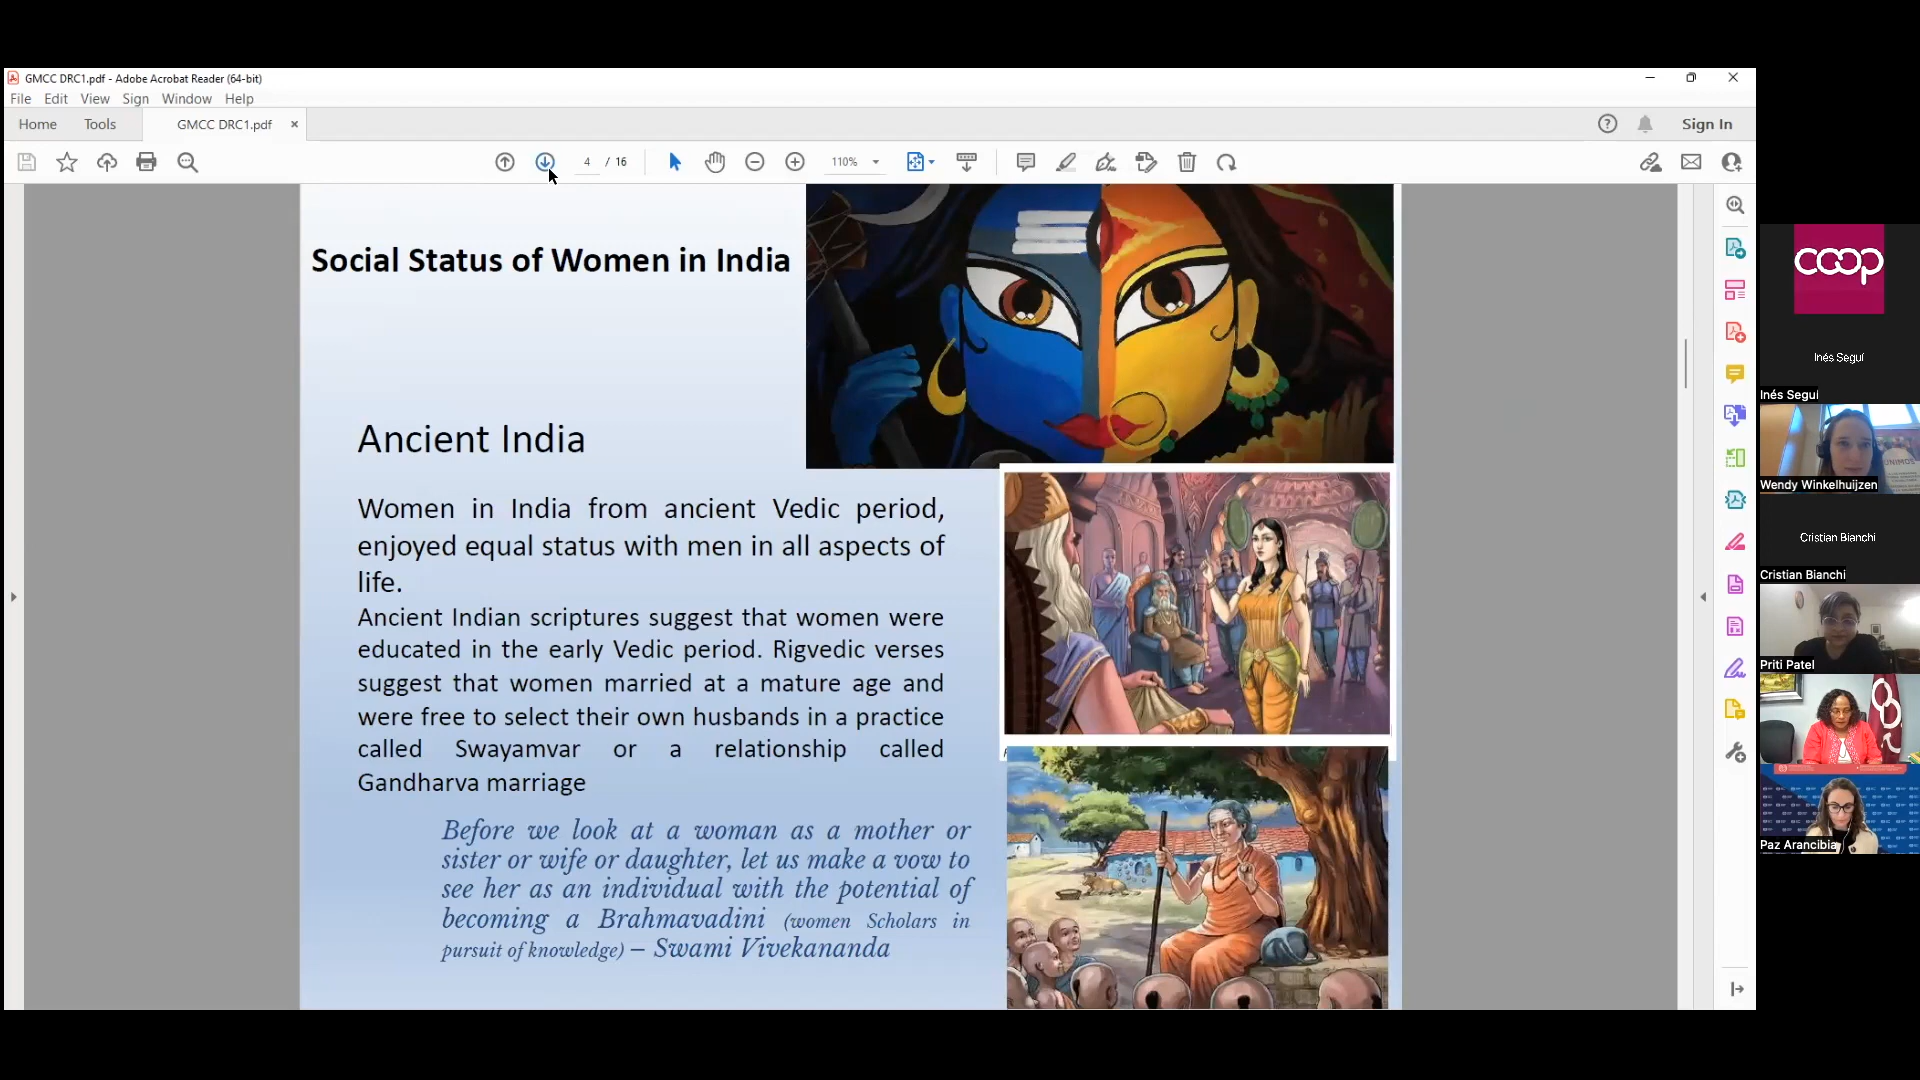 GMCC DRC1.pdf - Adobe Acrobat Reader (64-bit)
File Edit View Sign Window Help
Home Tools GMCC DRC1.pdf × Sign In
4 / 16 110%
Social Status of Women in India
Ancient India
Women in India from ancient Vedic period,
enjoyed equal status with men in all aspects of
life.
Ancient Indian scriptures suggest that women were
educated in the early Vedic period. Rigvedic verses
suggest that women married at a mature age and
were free to select their own husbands in a practice
called Swayamvar or a relationship called
Gandharva marriage
Before we look at a woman as a mother or
sister or wife or daughter, let us make a vow to
see her as an individual with the potential of
becoming a Brahmavadini (women Scholars in
pursuit of knowledge) – Swami Vivekananda
coop
Inés Seguí
Inés Seguí
Wendy Winkelhuijzen
Cristian Bianchi
Cristian Bianchi
Priti Patel
Paz Arancibia